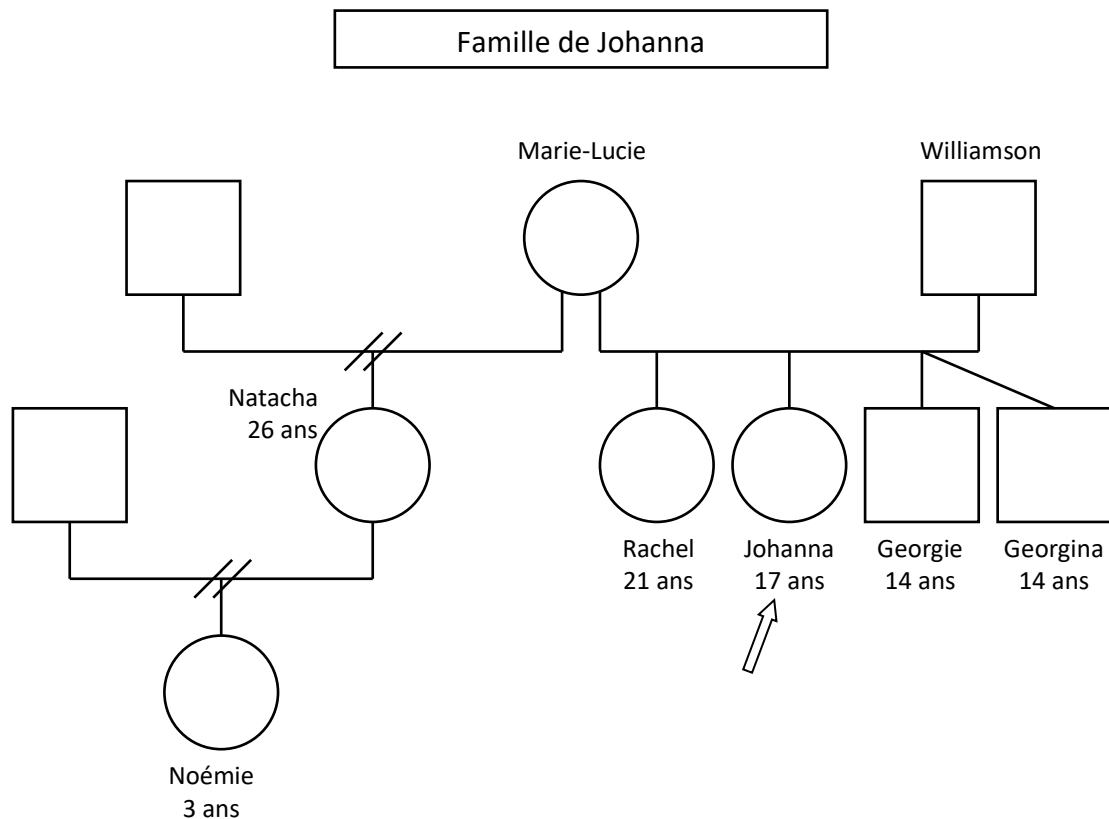 Famille de Johanna
Marie-Lucie
Williamson
Natacha
26 ans
Rachel
21 ans
Johanna
17 ans
Georgie
14 ans
Georgina
14 ans
Noémie
3 ans